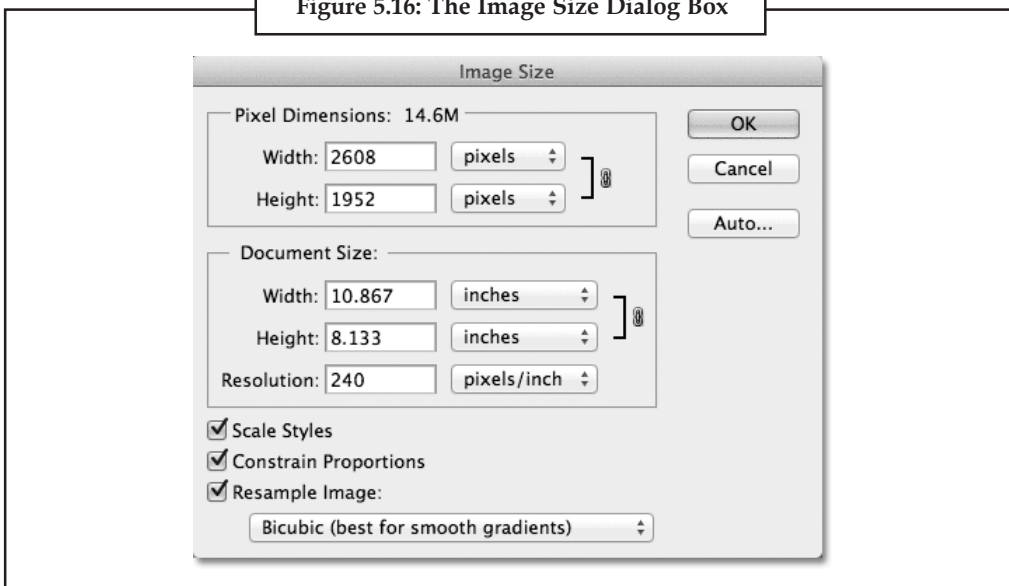 Figure 5.16: The Image Size Dialog Box
Image Size
Pixel Dimensions: 14.6M
Width: 2608 pixels
Height: 1952 pixels
OK
Cancel
Auto...
Document Size:
Width: 10.867 inches
Height: 8.133 inches
Resolution: 240 pixels/inch
Scale Styles
Constrain Proportions
Resample Image:
Bicubic (best for smooth gradients)